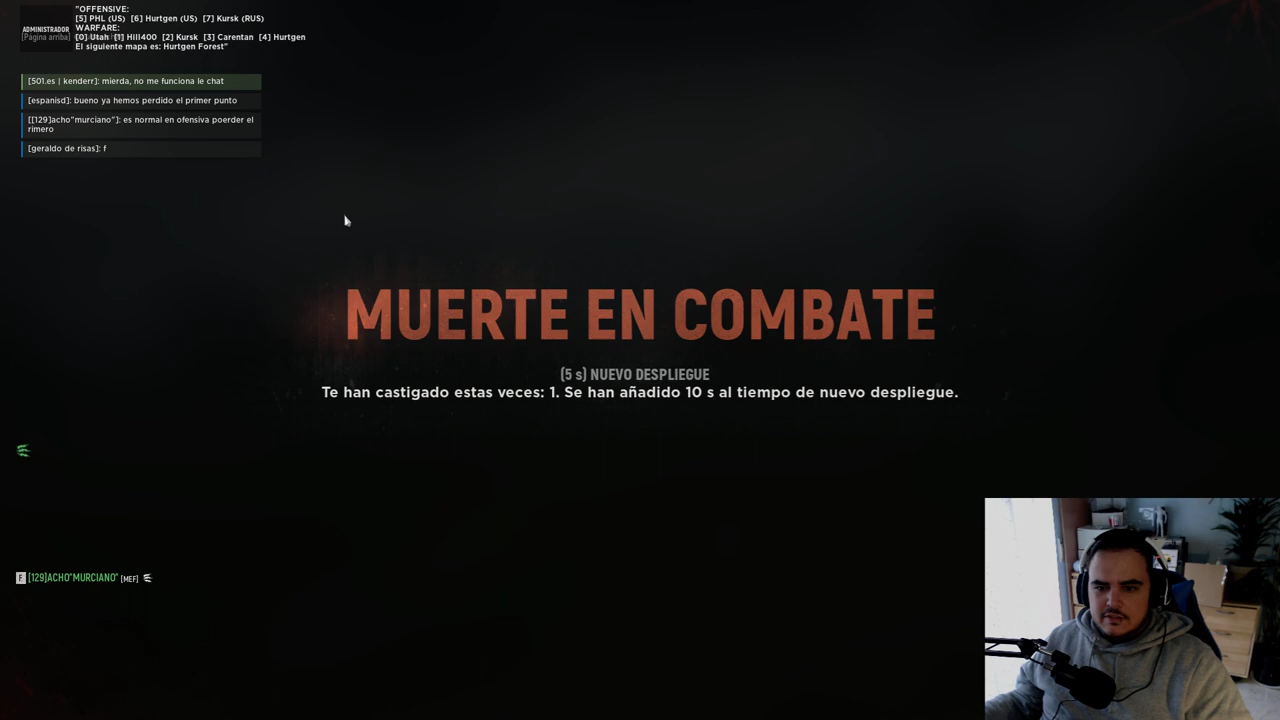 "OFFENSIVE:
[5] PHL (US) [6] Hurtgen (US) [7] Kursk (RUS)
WARFARE:
[0] Utah [1] Hill400 [2] Kursk [3] Carentan [4] Hurtgen
El siguiente mapa es: Hurtgen Forest"
ADMINISTRADOR
[Página arriba]
[501.es | kenderr]: mierda, no me funciona le chat
[espanisd]: bueno ya hemos perdido el primer punto
[[129]acho"murciano"]: es normal en ofensiva poerder el
rimero
[geraldo de risas]: f
MUERTE EN COMBATE
(5 s) NUEVO DESPLIEGUE
Te han castigado estas veces: 1. Se han añadido 10 s al tiempo de nuevo despliegue.
F [129]ACHO"MURCIANO" [MEF]